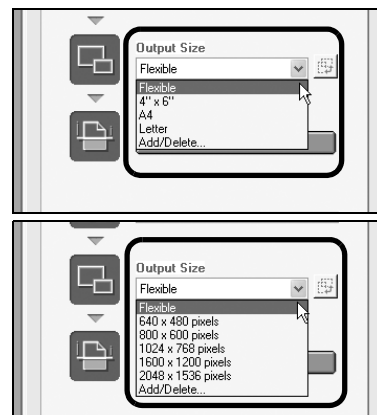 Output Size
Flexible
Flexible
4" x 6"
A4
Letter
Add/Delete...
Output Size
Flexible
Flexible
640 x 480 pixels
800 x 600 pixels
1024 x 768 pixels
1600 x 1200 pixels
2048 x 1536 pixels
Add/Delete...